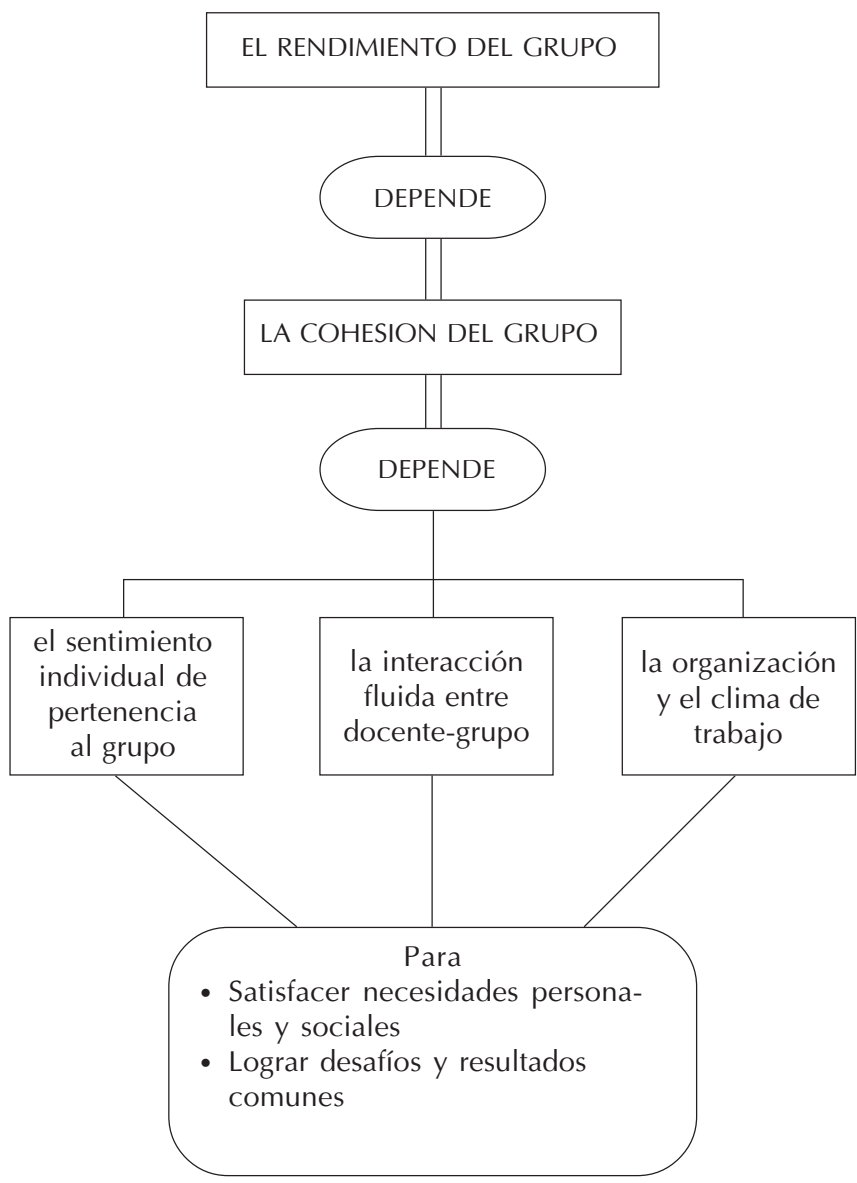 EL RENDIMIENTO DEL GRUPO
DEPENDE
LA COHESION DEL GRUPO
DEPENDE
el sentimiento
individual de
pertenencia
al grupo
la interacción
fluida entre
docente-grupo
la organización
y el clima de
trabajo
Para
• Satisfacer necesidades persona-
les y sociales
• Lograr desafíos y resultados
comunes